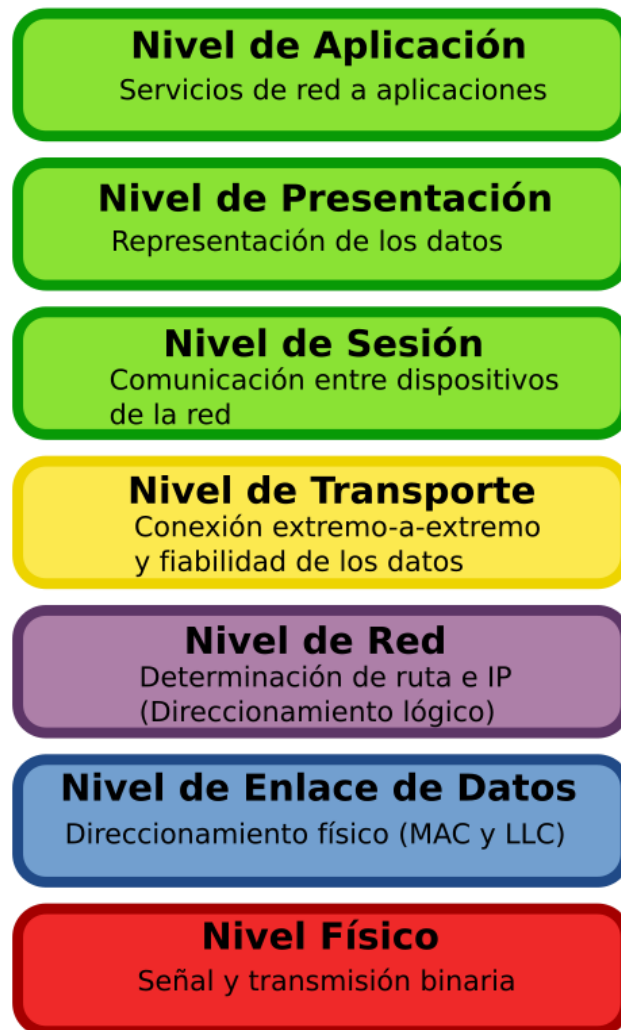 Nivel de Aplicación
Servicios de red a aplicaciones
Nivel de Presentación
Representación de los datos
Nivel de Sesión
Comunicación entre dispositivos
de la red
Nivel de Transporte
Conexión extremo-a-extremo
y fiabilidad de los datos
Nivel de Red
Determinación de ruta e IP
(Direccionamiento lógico)
Nivel de Enlace de Datos
Direccionamiento físico (MAC y LLC)
Nivel Físico
Señal y transmisión binaria